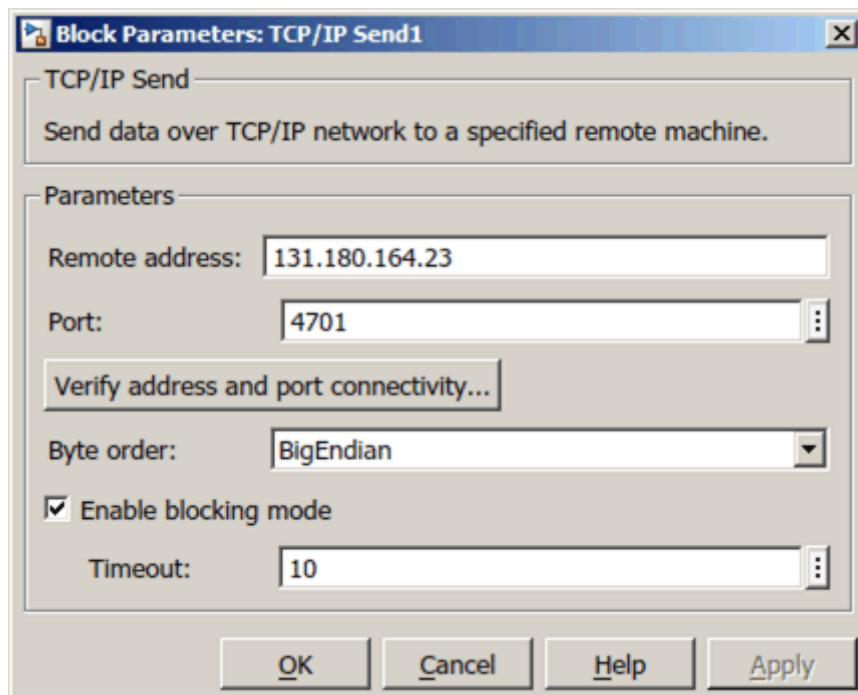 Block Parameters: TCP/IP Send1
TCP/IP Send
Send data over TCP/IP network to a specified remote machine.
Parameters
Remote address: 131.180.164.23
Port: 4701
Verify address and port connectivity...
Byte order: BigEndian
Enable blocking mode
Timeout: 10
OK Cancel Help Apply